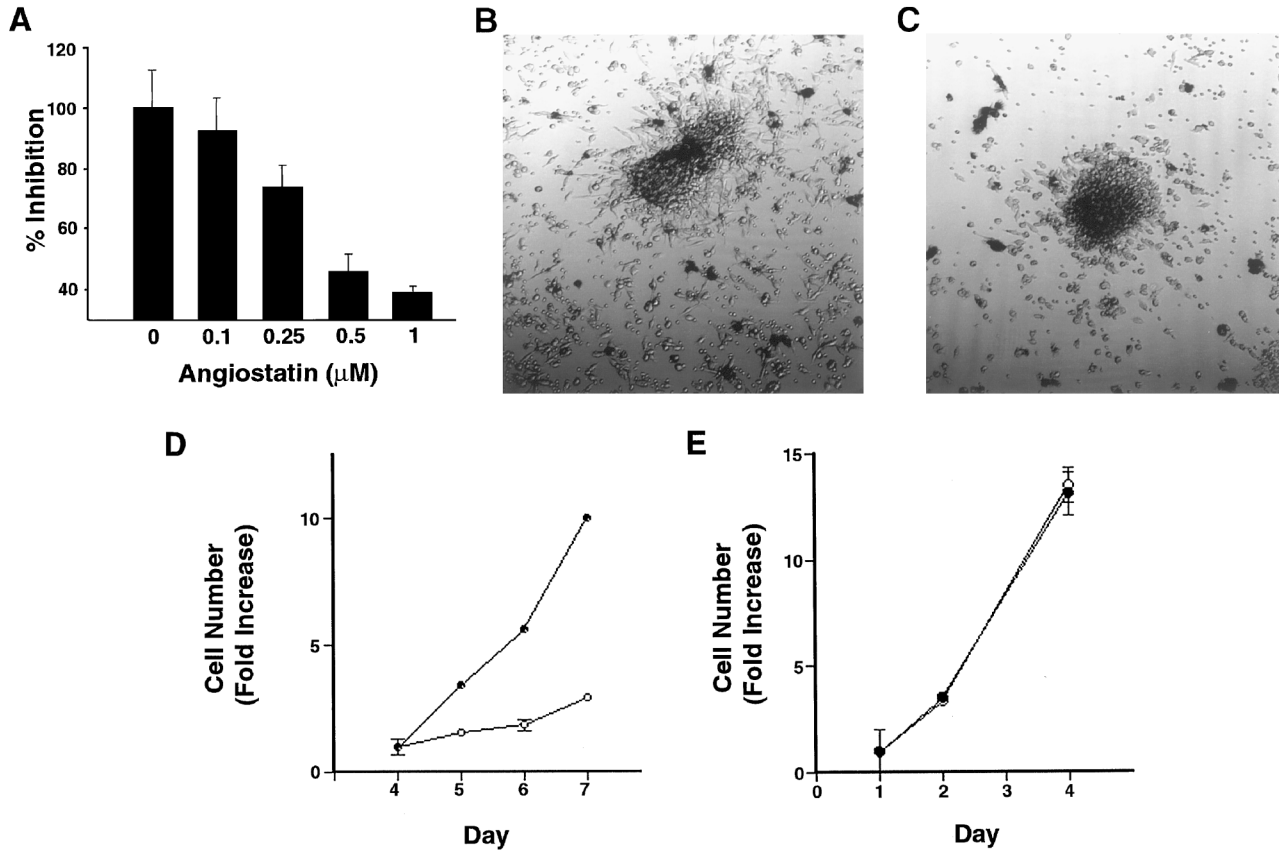 A
120
100
80
60
40
% Inhibition
0 0.1 0.25 0.5 1
Angiostatin (μM)
B
C
D
10
5
0
Cell Number
(Fold Increase)
4 5 6 7
Day
E
15
10
5
0
Cell Number
(Fold Increase)
0 1 2 3 4
Day